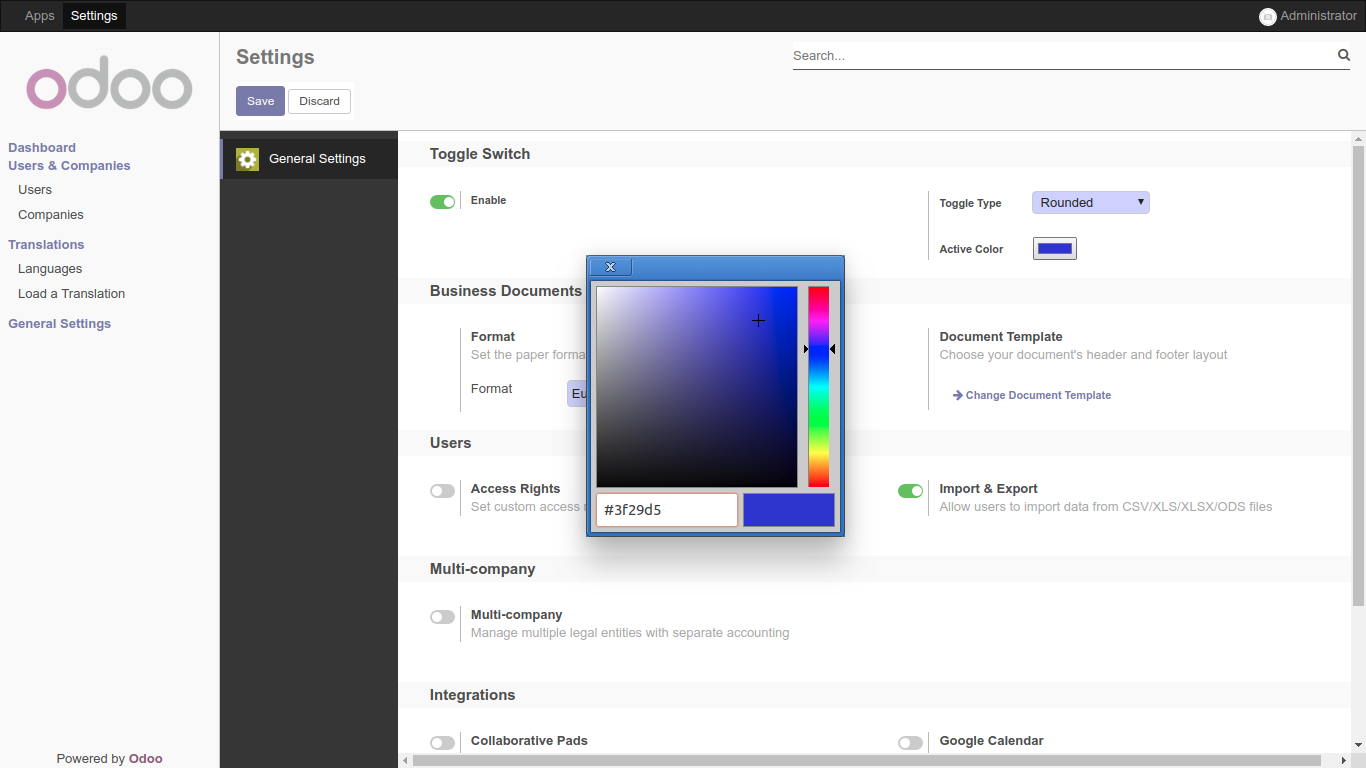 Apps Settings Administrator
odoo
Settings
Search...
Save Discard
Dashboard
Users & Companies
Users
Companies
Translations
Languages
Load a Translation
General Settings
Powered by Odoo
General Settings
Toggle Switch
Enable
Toggle Type Rounded
Active Color
x
#3f29d5
Business Documents
Format
Set the paper forma
Format Eu
Document Template
Choose your document's header and footer layout
Change Document Template
Users
Access Rights
Set custom access
Import & Export
Allow users to import data from CSV/XLS/XLSX/ODS files
Multi-company
Multi-company
Manage multiple legal entities with separate accounting
Integrations
Collaborative Pads
Google Calendar